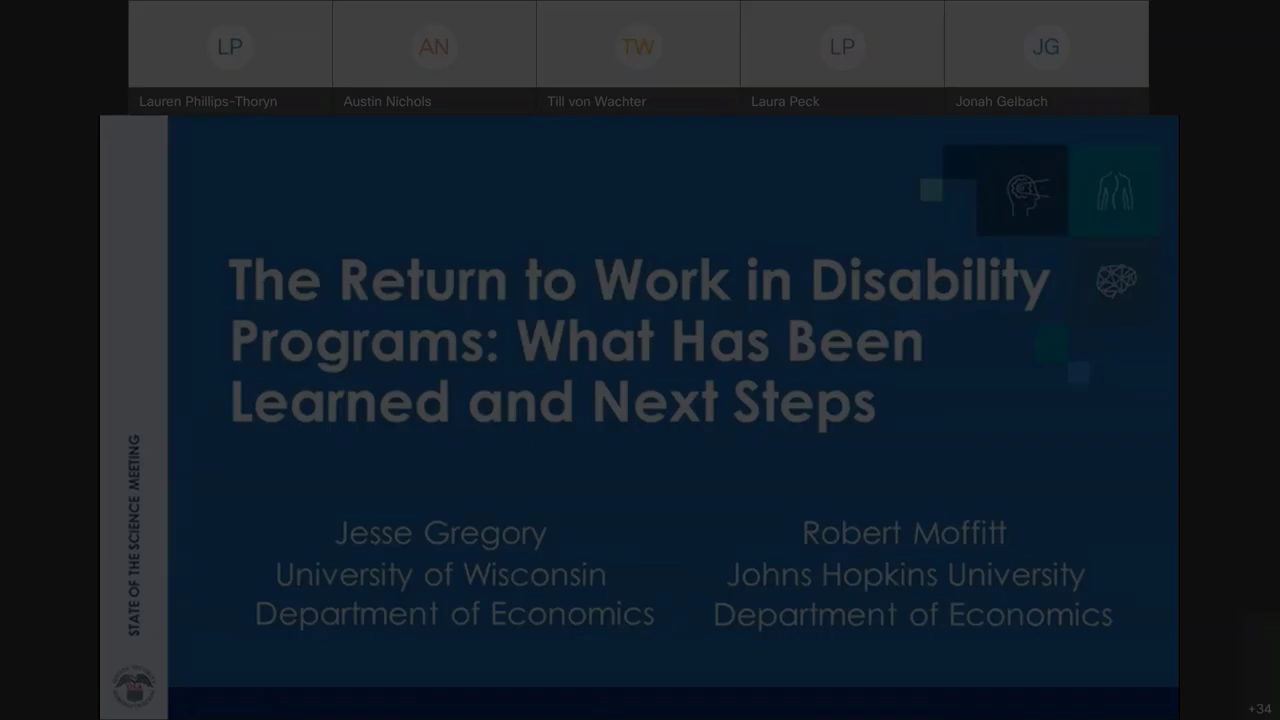 LP
AN
TW
LP
JG
Lauren Phillips-Thoryn
Austin Nichols
Till von Wachter
Laura Peck
Jonah Gelbach
The Return to Work in Disability
Programs: What Has Been
Learned and Next Steps
STATE OF THE SCIENCE MEETING
Jesse Gregory
University of Wisconsin
Department of Economics
Robert Moffitt
Johns Hopkins University
Department of Economics
+34